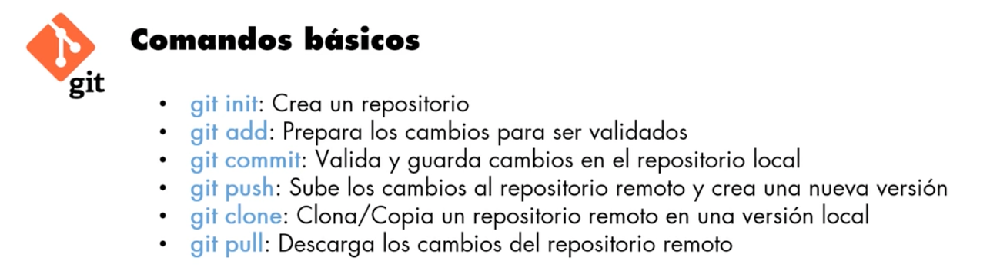 Comandos básicos
git
• git init: Crea un repositorio
• git add: Prepara los cambios para ser validados
• git commit: Valida y guarda cambios en el repositorio local
• git push: Sube los cambios al repositorio remoto y crea una nueva versión
• git clone: Clona/Copia un repositorio remoto en una versión local
• git pull: Descarga los cambios del repositorio remoto